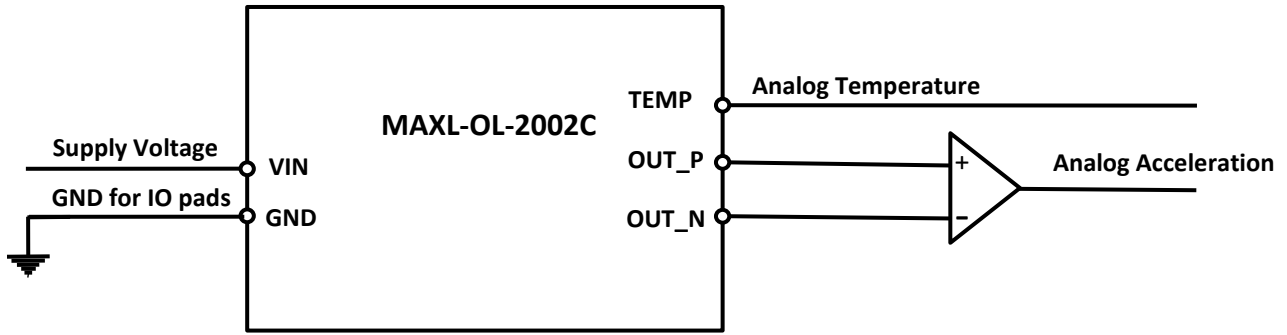 Analog Temperature
TEMP
MAXL-OL-2002C
Supply Voltage
VIN
OUT_P
+
Analog Acceleration
GND for IO pads
GND
OUT_N
−